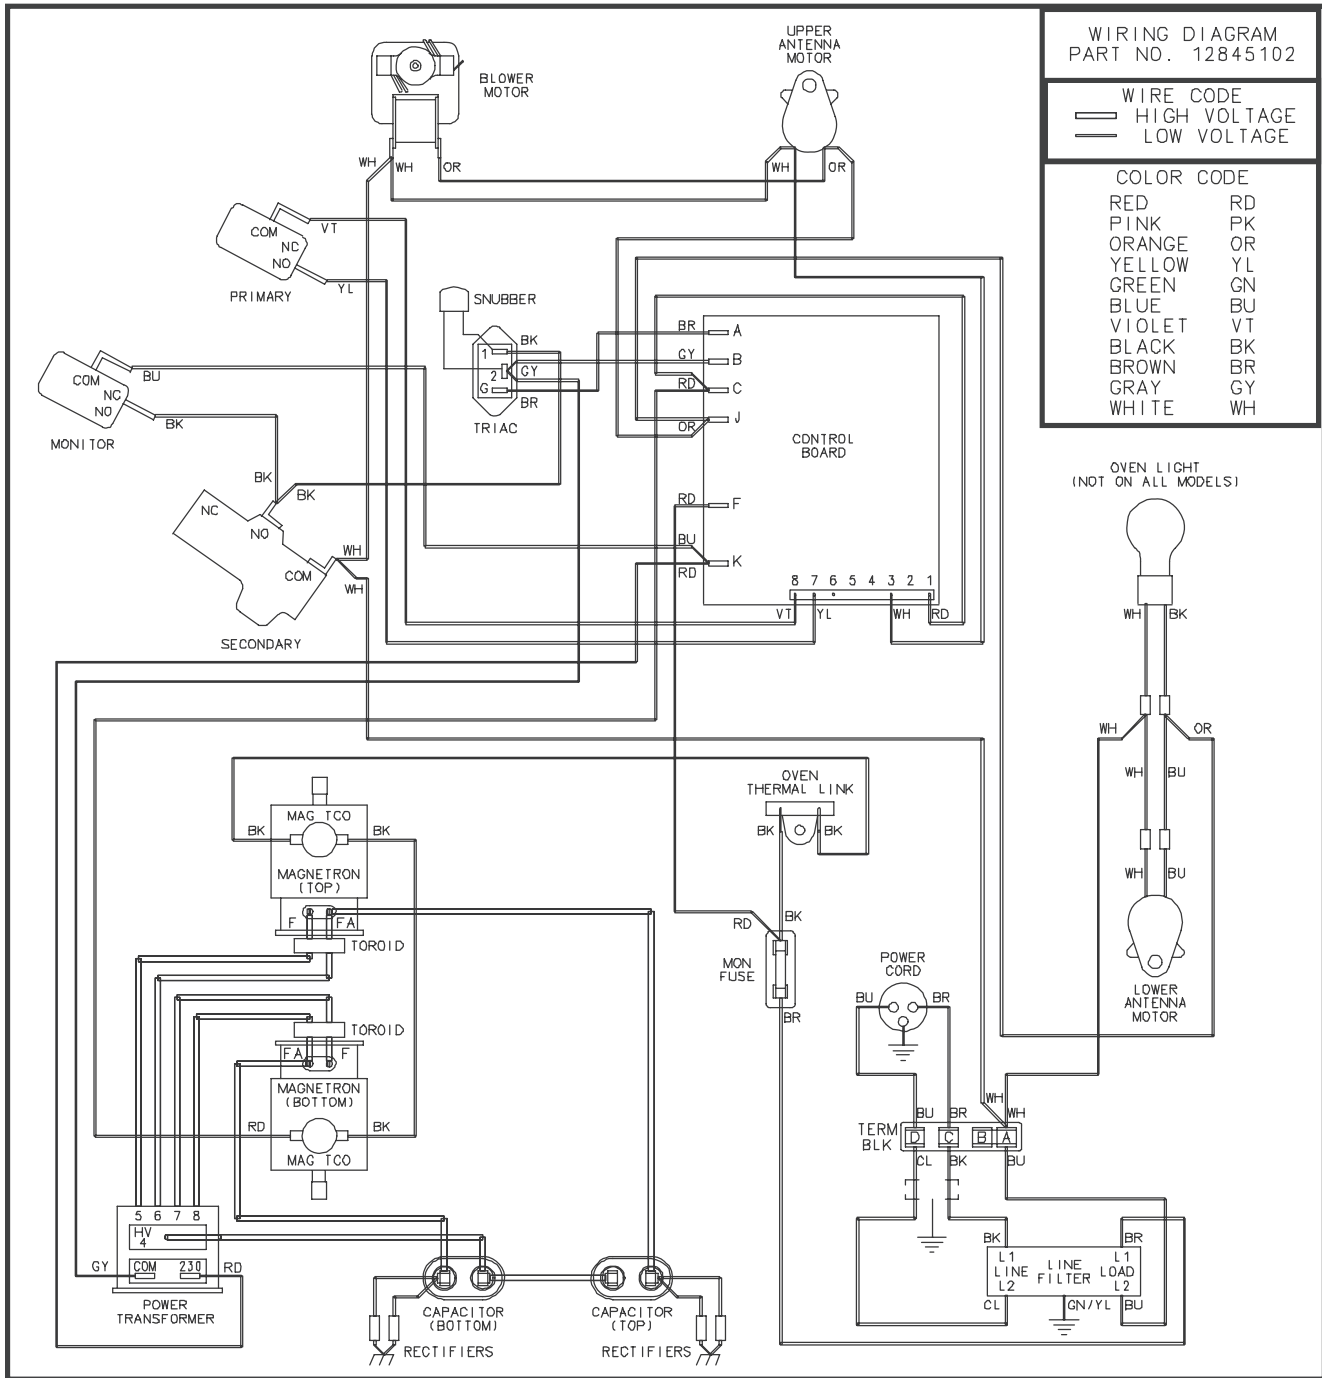 WIRING DIAGRAM
PART NO. 12845102
WIRE CODE
HIGH VOLTAGE
LOW VOLTAGE
COLOR CODE
RED RD
PINK PK
ORANGE OR
YELLOW YL
GREEN GN
BLUE BU
VIOLET VT
BLACK BK
BROWN BR
GRAY GY
WHITE WH
UPPER
ANTENNA
MOTOR
BLOWER
MOTOR
WH
WH
OR
WH
OR
COM
NC
NO
VT
YL
PRIMARY
SNUBBER
1
2
G
BK
GY
BR
TRIAC
COM
NC
NO
BU
BK
MONITOR
BK
BK
NC
NO
COM
WH
WH
SECONDARY
BR A
GY B
RD C
J
OR
RD F
BU
K
RD
CONTROL
BOARD
8 7 6 5 4 3 2 1
VT YL WH RD
OVEN LIGHT
(NOT ON ALL MODELS)
WH BK
WH OR
WH BU
WH BU
LOWER
ANTENNA
MOTOR
OVEN
THERMAL LINK
BK BK
BK
RD
MON
FUSE
BR
MAG TCO
BK BK
MAGNETRON
(TOP)
F FA
TOROID
TOROID
FA F
MAGNETRON
(BOTTOM)
RD BK
MAG TCO
POWER
CORD
BU BR
WH
BU BR WH
TERM
BLK
D C B A
CL BK BU
BK BR
L1 L1
LINE LINE
FILTER LOAD
L2 L2
CL GN/YL BU
5 6 7 8
HV
4
GY COM 230 RD
POWER
TRANSFORMER
CAPACITOR
(BOTTOM)
RECTIFIERS
CAPACITOR
(TOP)
RECTIFIERS